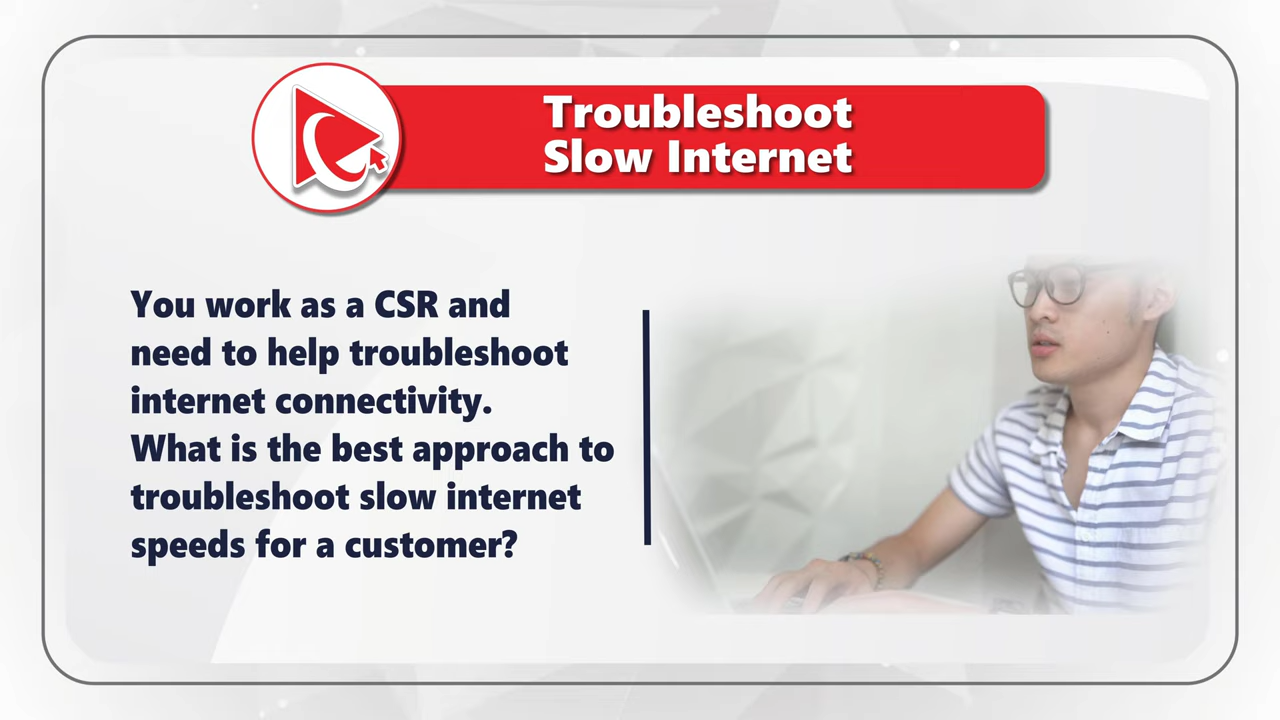 Troubleshoot
Slow Internet
You work as a CSR and
need to help troubleshoot
internet connectivity.
What is the best approach to
troubleshoot slow internet
speeds for a customer?